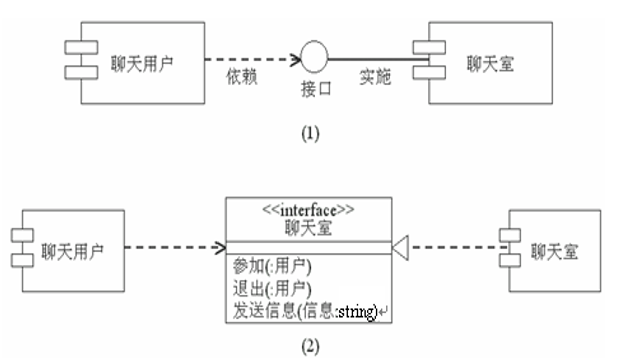 聊天用户
依赖
接口
实施
聊天室
(1)
聊天用户
<<interface>>
聊天室
参加(:用户)
退出(:用户)
发送信息(信息:string)↵
聊天室
(2)